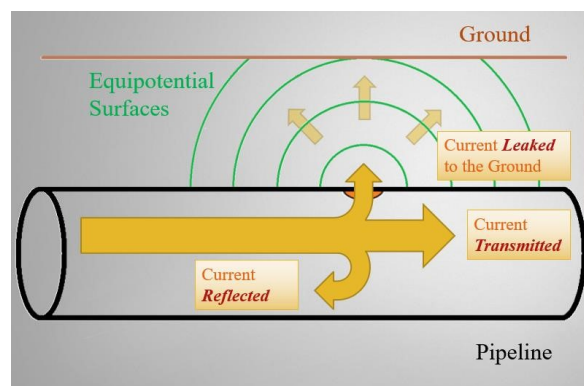 Ground
Equipotential
Surfaces
Current Leaked
to the Ground
Current
Transmitted
Current
Reflected
Pipeline